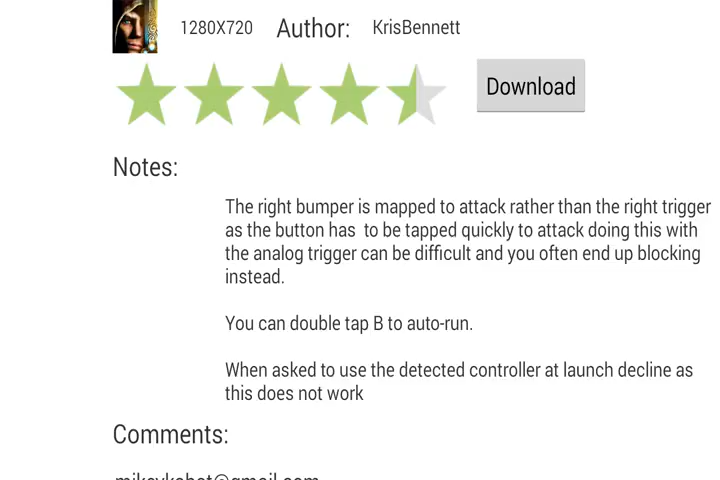 1280X720 Author: KrisBennett
Download
Notes:
The right bumper is mapped to attack rather than the right trigger
as the button has  to be tapped quickly to attack doing this with
the analog trigger can be difficult and you often end up blocking
instead.
You can double tap B to auto-run.
When asked to use the detected controller at launch decline as
this does not work
Comments: